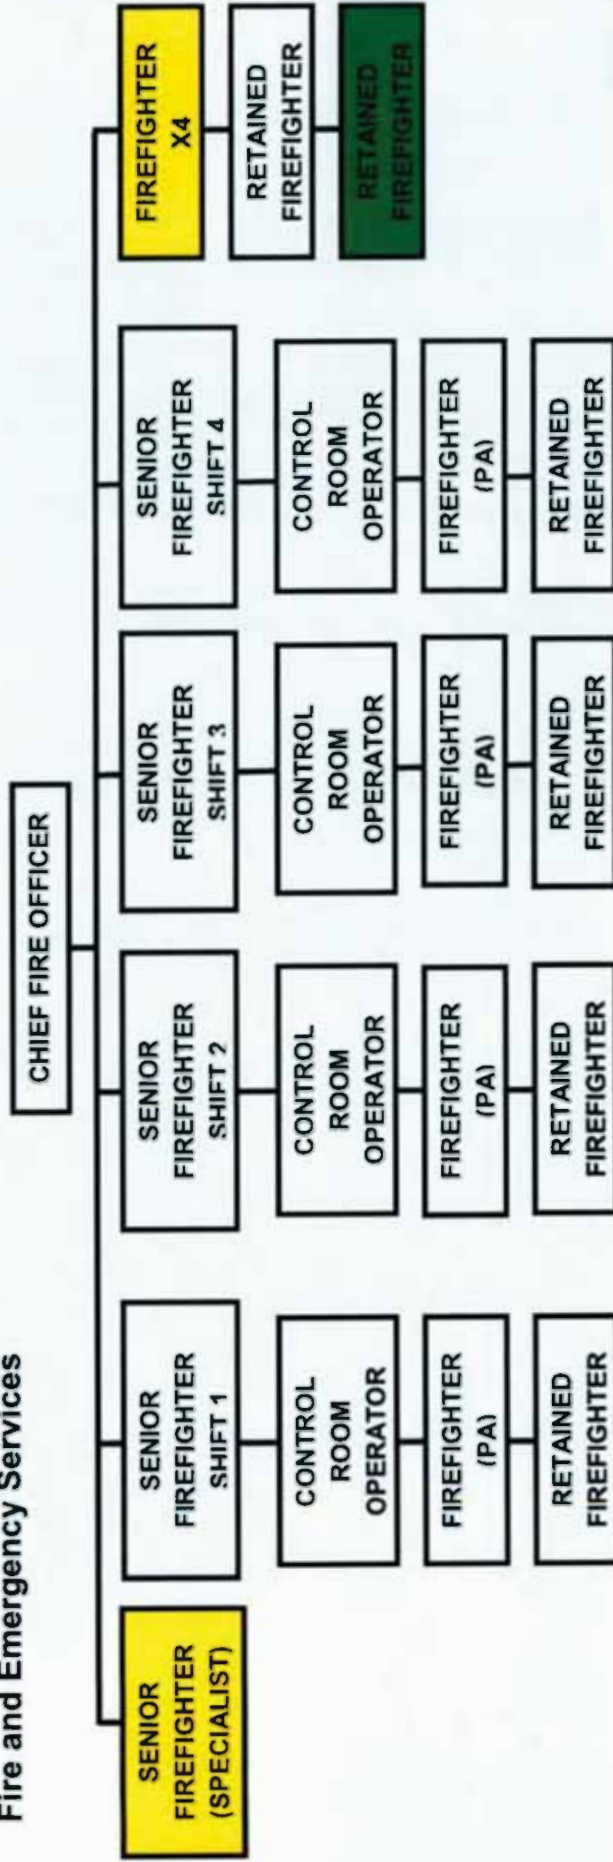 Fire and Emergency Services
CHIEF FIRE OFFICER
SENIOR
FIREFIGHTER
(SPECIALIST)
SENIOR
FIREFIGHTER
SHIFT 1
CONTROL
ROOM
OPERATOR
FIREFIGHTER
(PA)
RETAINED
FIREFIGHTER
SENIOR
FIREFIGHTER
SHIFT 2
CONTROL
ROOM
OPERATOR
FIREFIGHTER
(PA)
RETAINED
FIREFIGHTER
SENIOR
FIREFIGHTER
SHIFT 3
CONTROL
ROOM
OPERATOR
FIREFIGHTER
(PA)
RETAINED
FIREFIGHTER
SENIOR
FIREFIGHTER
SHIFT 4
CONTROL
ROOM
OPERATOR
FIREFIGHTER
(PA)
RETAINED
FIREFIGHTER
FIREFIGHTER
X4
RETAINED
FIREFIGHTER
RETAINED
FIREFIGHTER